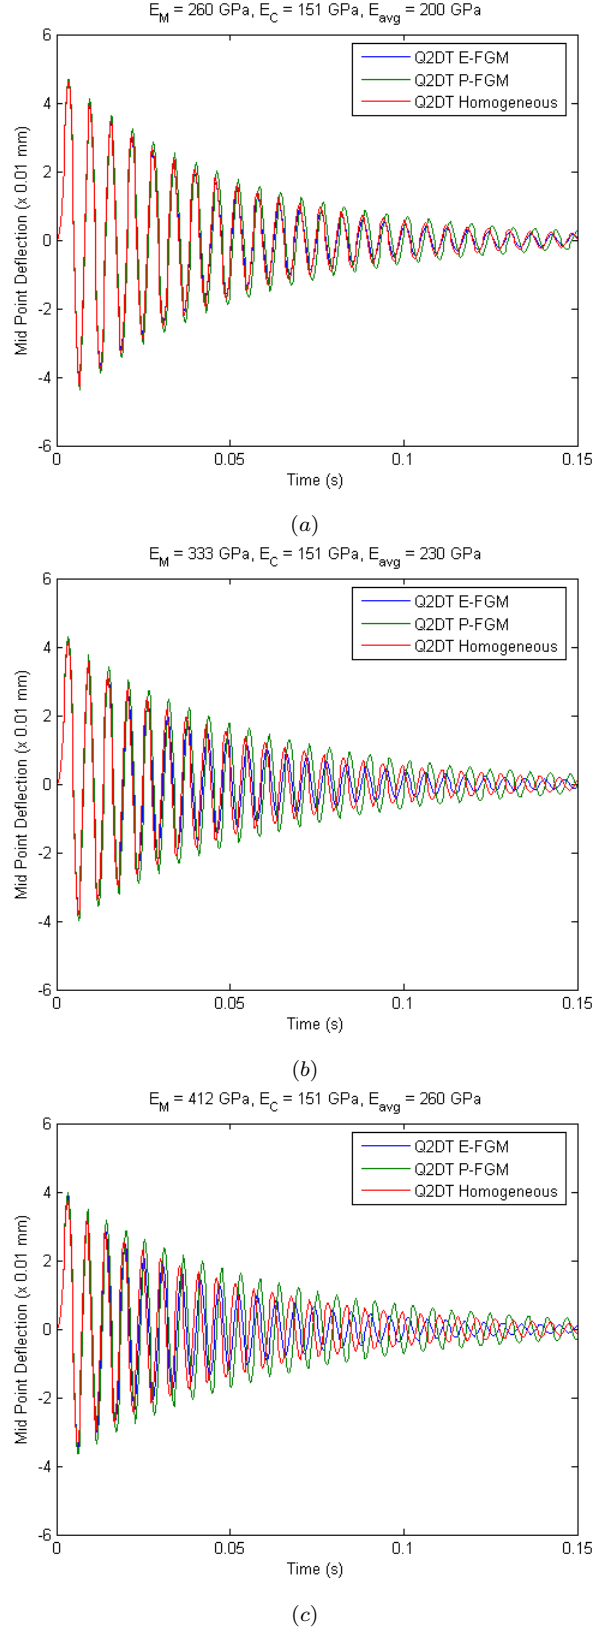 E_M = 260 GPa, E_C = 151 GPa, E_avg = 200 GPa
6
4
2
0
-2
-4
-6
Mid Point Deflection (x 0.01 mm)
Q2DT E-FGM
Q2DT P-FGM
Q2DT Homogeneous
0 0.05 0.1 0.15
Time (s)
(a)
E_M = 333 GPa, E_C = 151 GPa, E_avg = 230 GPa
6
4
2
0
-2
-4
-6
Mid Point Deflection (x 0.01 mm)
Q2DT E-FGM
Q2DT P-FGM
Q2DT Homogeneous
0 0.05 0.1 0.15
Time (s)
(b)
E_M = 412 GPa, E_C = 151 GPa, E_avg = 260 GPa
6
4
2
0
-2
-4
-6
Mid Point Deflection (x 0.01 mm)
Q2DT E-FGM
Q2DT P-FGM
Q2DT Homogeneous
0 0.05 0.1 0.15
Time (s)
(c)